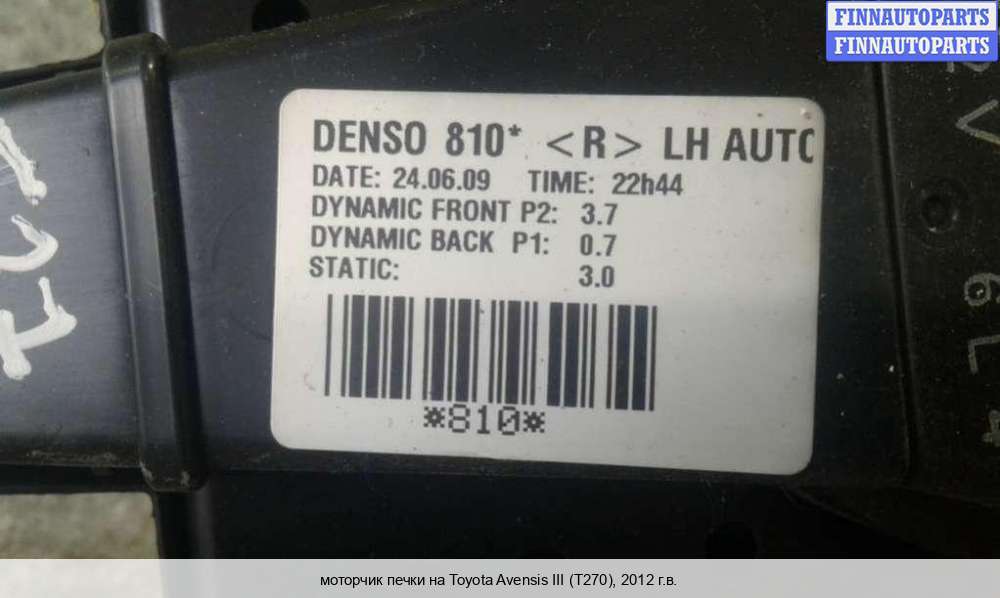 FINNAUTOPARTS
FINNAUTOPARTS
DENSO 810* <R> LH AUTO
DATE: 24.06.09 TIME: 22h44
DYNAMIC FRONT P2: 3.7
DYNAMIC BACK P1: 0.7
STATIC: 3.0
*810*
моторчик печки на Toyota Avensis III (T270), 2012 г.в.